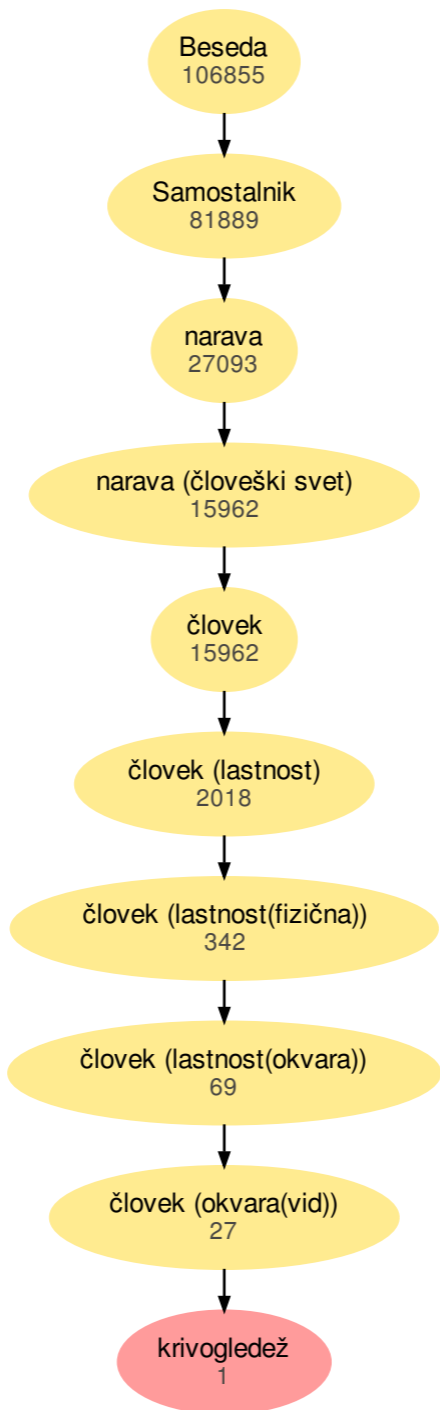 Beseda
106855
Samostalnik
81889
narava
27093
narava (človeški svet)
15962
človek
15962
človek (lastnost)
2018
človek (lastnost(fizična))
342
človek (lastnost(okvara))
69
človek (okvara(vid))
27
krivogledež
1